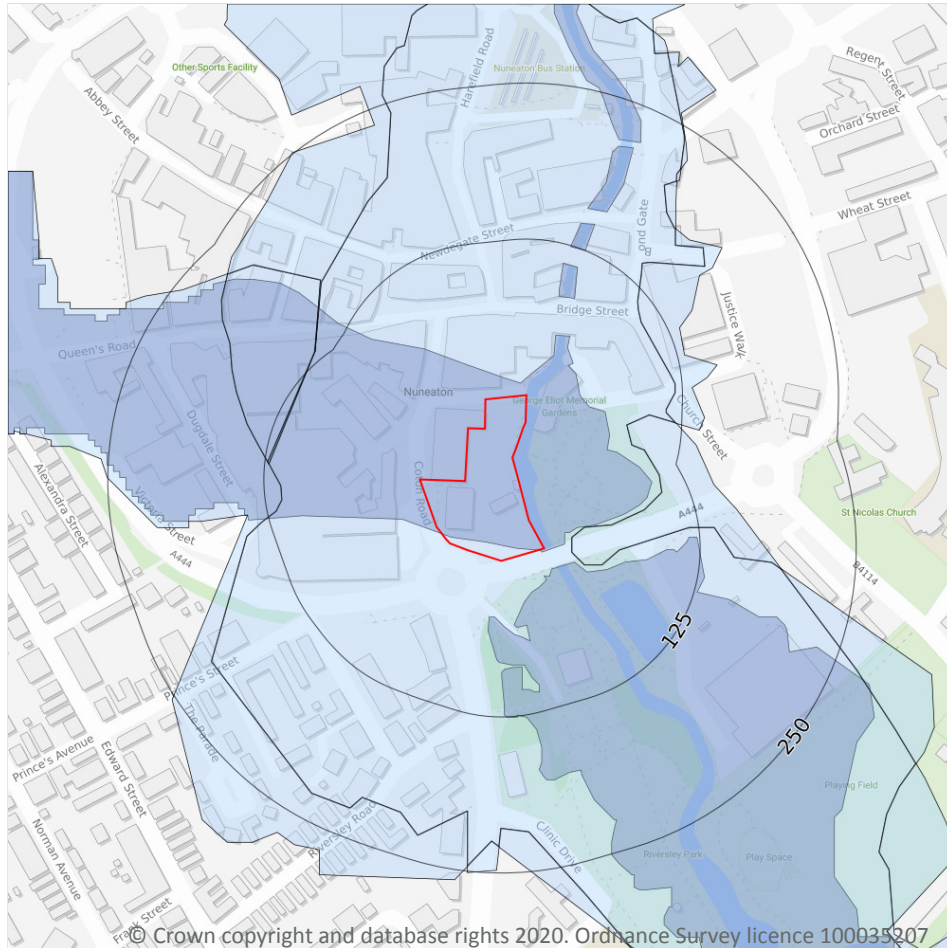 Other Sports Facility
Abbey Street
Harefield Road
Nuneaton Bus Station
Regent Street
Orchard Street
Wheat Street
Newdegate Street
ond Gate
B
Bridge Street
Justice Walk
Queen's Road
Nuneaton
George Eliot Memorial
Gardens
Church Street
Dugdale Street
Coton Road
Alexandra Street
Victoria Street
A444
A444
St Nicolas Church
B4114
125
250
Prince's Street
The Parade
Prince's Avenue
Edward Street
Norman Avenue
Frank Street
Riversley Road
Clinic Drive
Riversley Park
Playing Field
Play Space
© Crown copyright and database rights 2020. Ordnance Survey licence 100035207